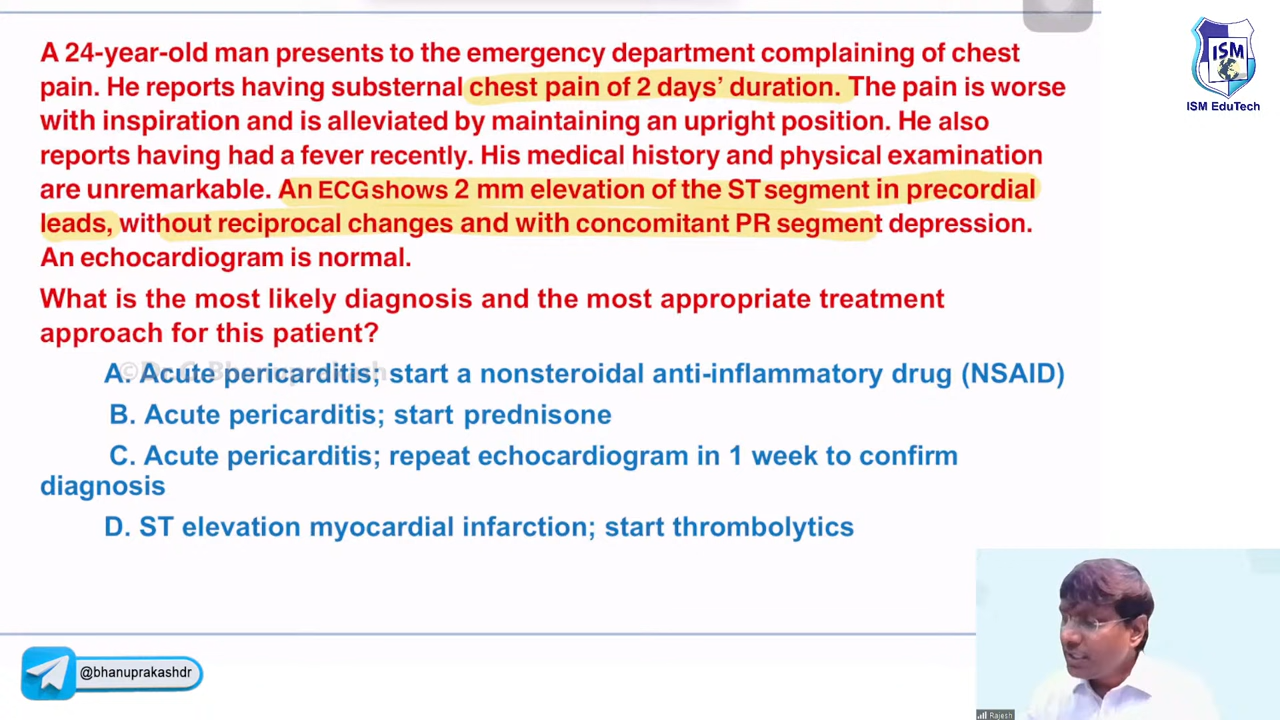 A 24-year-old man presents to the emergency department complaining of chest
pain. He reports having substernal chest pain of 2 days’ duration. The pain is worse
with inspiration and is alleviated by maintaining an upright position. He also
reports having had a fever recently. His medical history and physical examination
are unremarkable. An ECG shows 2 mm elevation of the ST segment in precordial
leads, without reciprocal changes and with concomitant PR segment depression.
An echocardiogram is normal.
What is the most likely diagnosis and the most appropriate treatment
approach for this patient?
©Dr.G Bhanuprakash
A. Acute pericarditis; start a nonsteroidal anti-inflammatory drug (NSAID)
B. Acute pericarditis; start prednisone
C. Acute pericarditis; repeat echocardiogram in 1 week to confirm
diagnosis
D. ST elevation myocardial infarction; start thrombolytics
ISM
ISM EduTech
@bhanuprakashdr
Rajesh